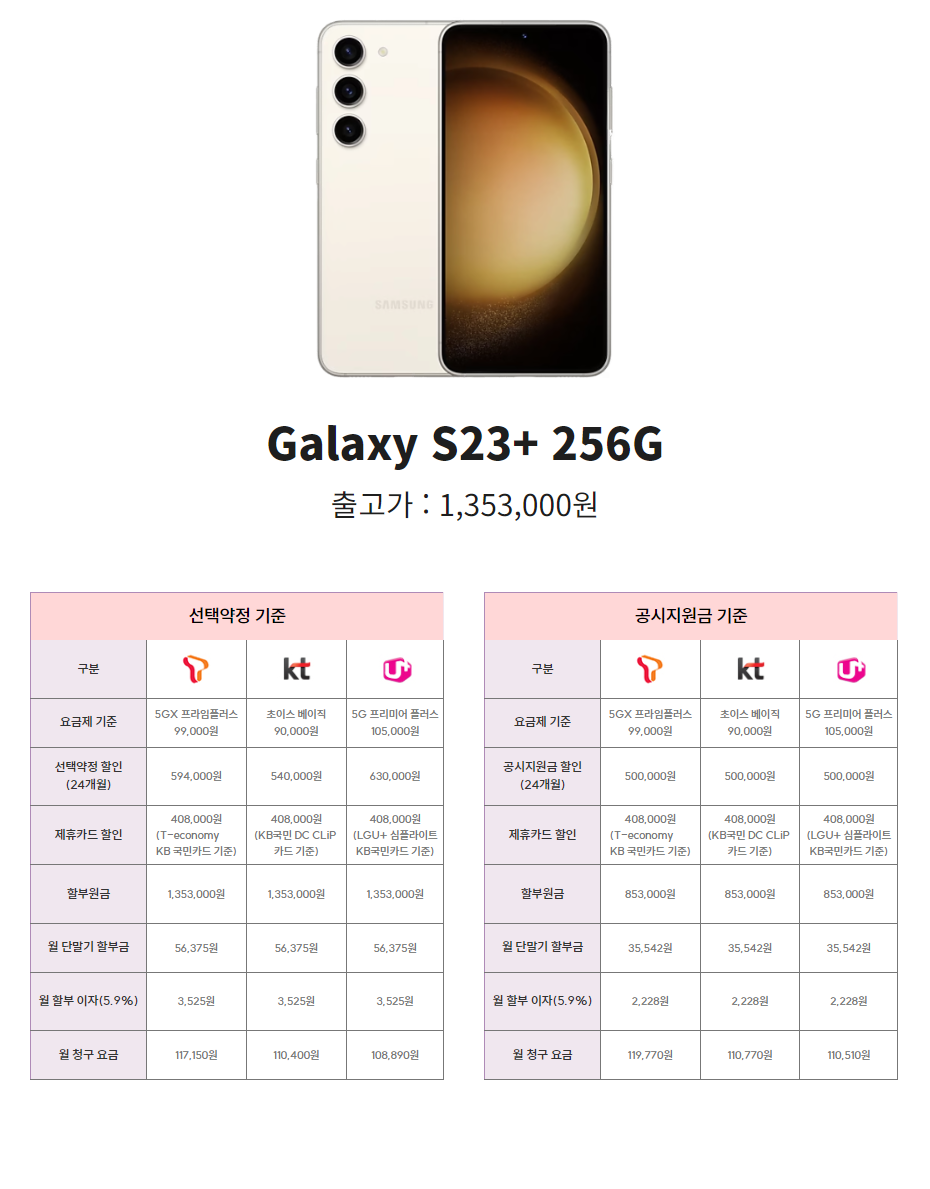 SAMSUNG
Galaxy S23+ 256G
출고가 : 1,353,000원
선택약정 기준
구분 T kt U+
요금제 기준 5GX 프라임플러스 99,000원 초이스 베이직 90,000원 5G 프리미어 플러스 105,000원
선택약정 할인 (24개월) 594,000원 540,000원 630,000원
제휴카드 할인 408,000원 (T-economy KB 국민카드 기준) 408,000원 (KB국민 DC CLiP 카드 기준) 408,000원 (LGU+ 심플라이트 KB국민카드 기준)
할부원금 1,353,000원 1,353,000원 1,353,000원
월 단말기 할부금 56,375원 56,375원 56,375원
월 할부 이자(5.9%) 3,525원 3,525원 3,525원
월 청구 요금 117,150원 110,400원 108,890원
공시지원금 기준
구분 T kt U+
요금제 기준 5GX 프라임플러스 99,000원 초이스 베이직 90,000원 5G 프리미어 플러스 105,000원
공시지원금 할인 (24개월) 500,000원 500,000원 500,000원
제휴카드 할인 408,000원 (T-economy KB 국민카드 기준) 408,000원 (KB국민 DC CLiP 카드 기준) 408,000원 (LGU+ 심플라이트 KB국민카드 기준)
할부원금 853,000원 853,000원 853,000원
월 단말기 할부금 35,542원 35,542원 35,542원
월 할부 이자(5.9%) 2,228원 2,228원 2,228원
월 청구 요금 119,770원 110,770원 110,510원